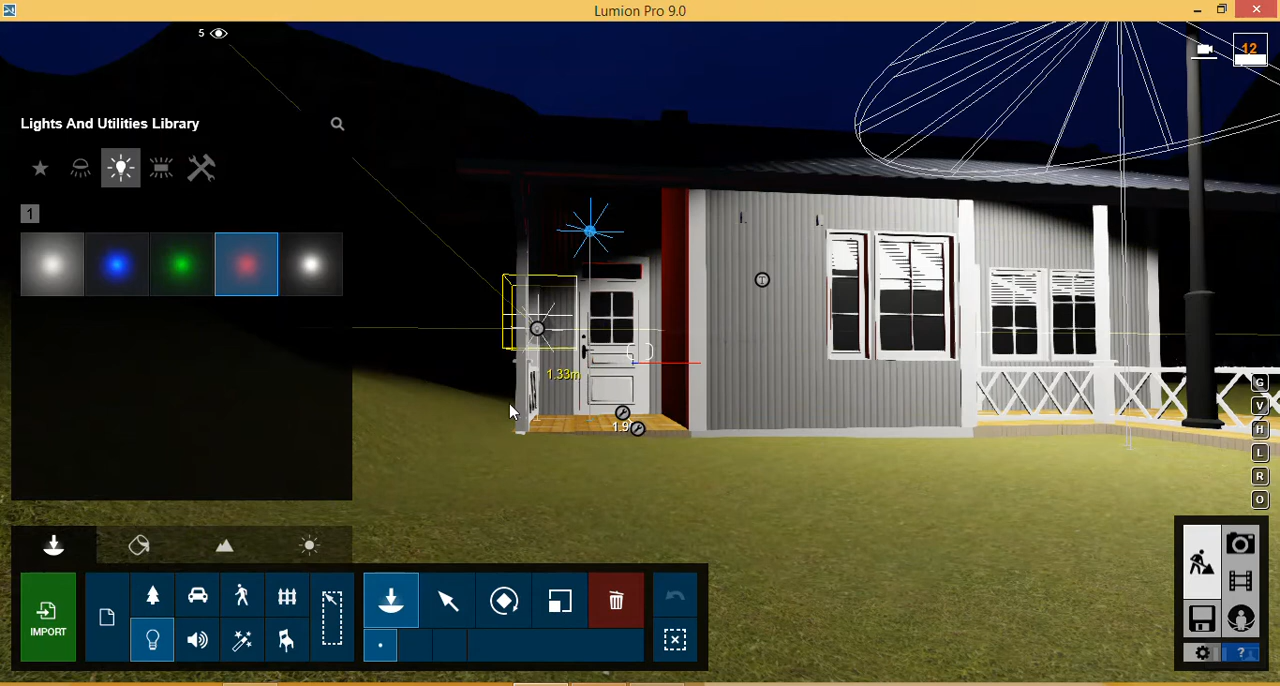 Lumion Pro 9.0
5
12
Lights And Utilities Library
1
1.33m
1.9
G
V
H
L
R
O
IMPORT
?